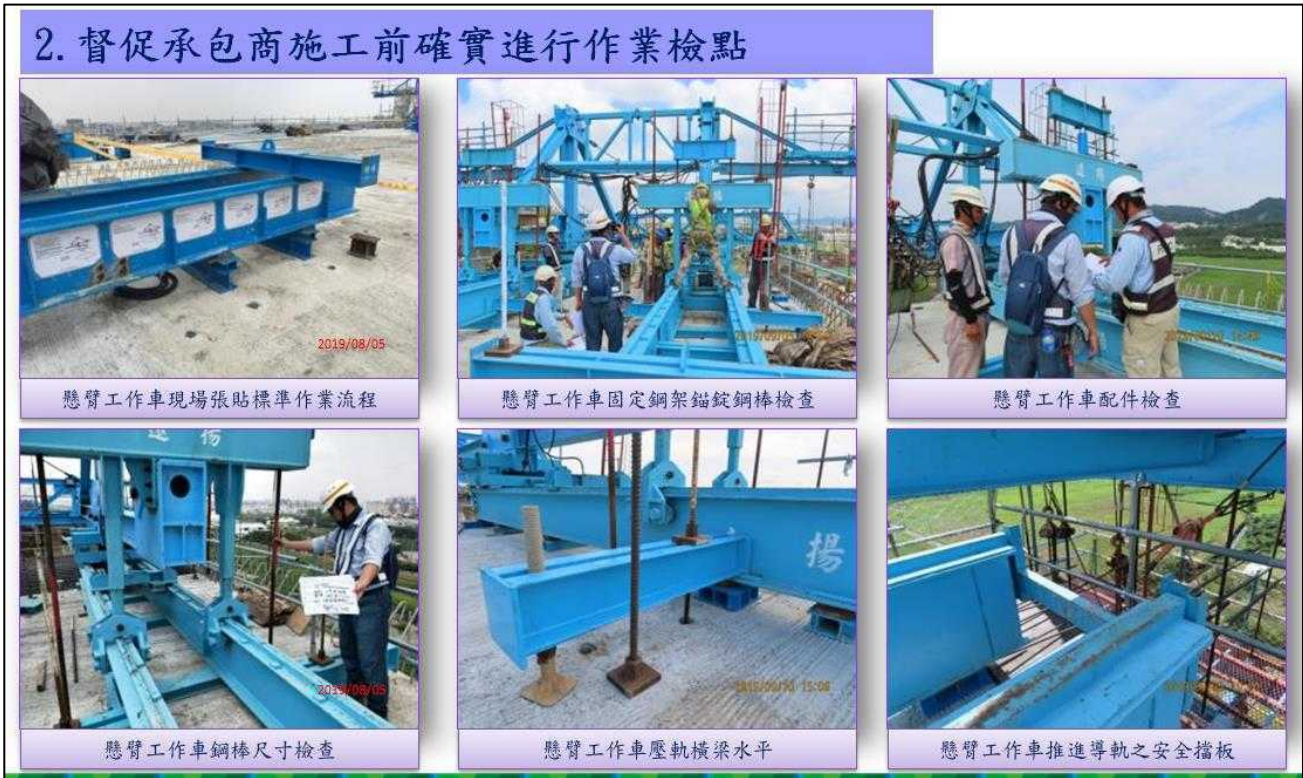 2. 督促承包商施工前確實進行作業檢點
2019/08/05
懸臂工作車現場張貼標準作業流程
懸臂工作車固定鋼架錨錠鋼棒檢查
懸臂工作車配件檢查
揚
2019/08/05
揚
懸臂工作車鋼棒尺寸檢查
懸臂工作車壓軌橫梁水平
懸臂工作車推進導軌之安全擋板